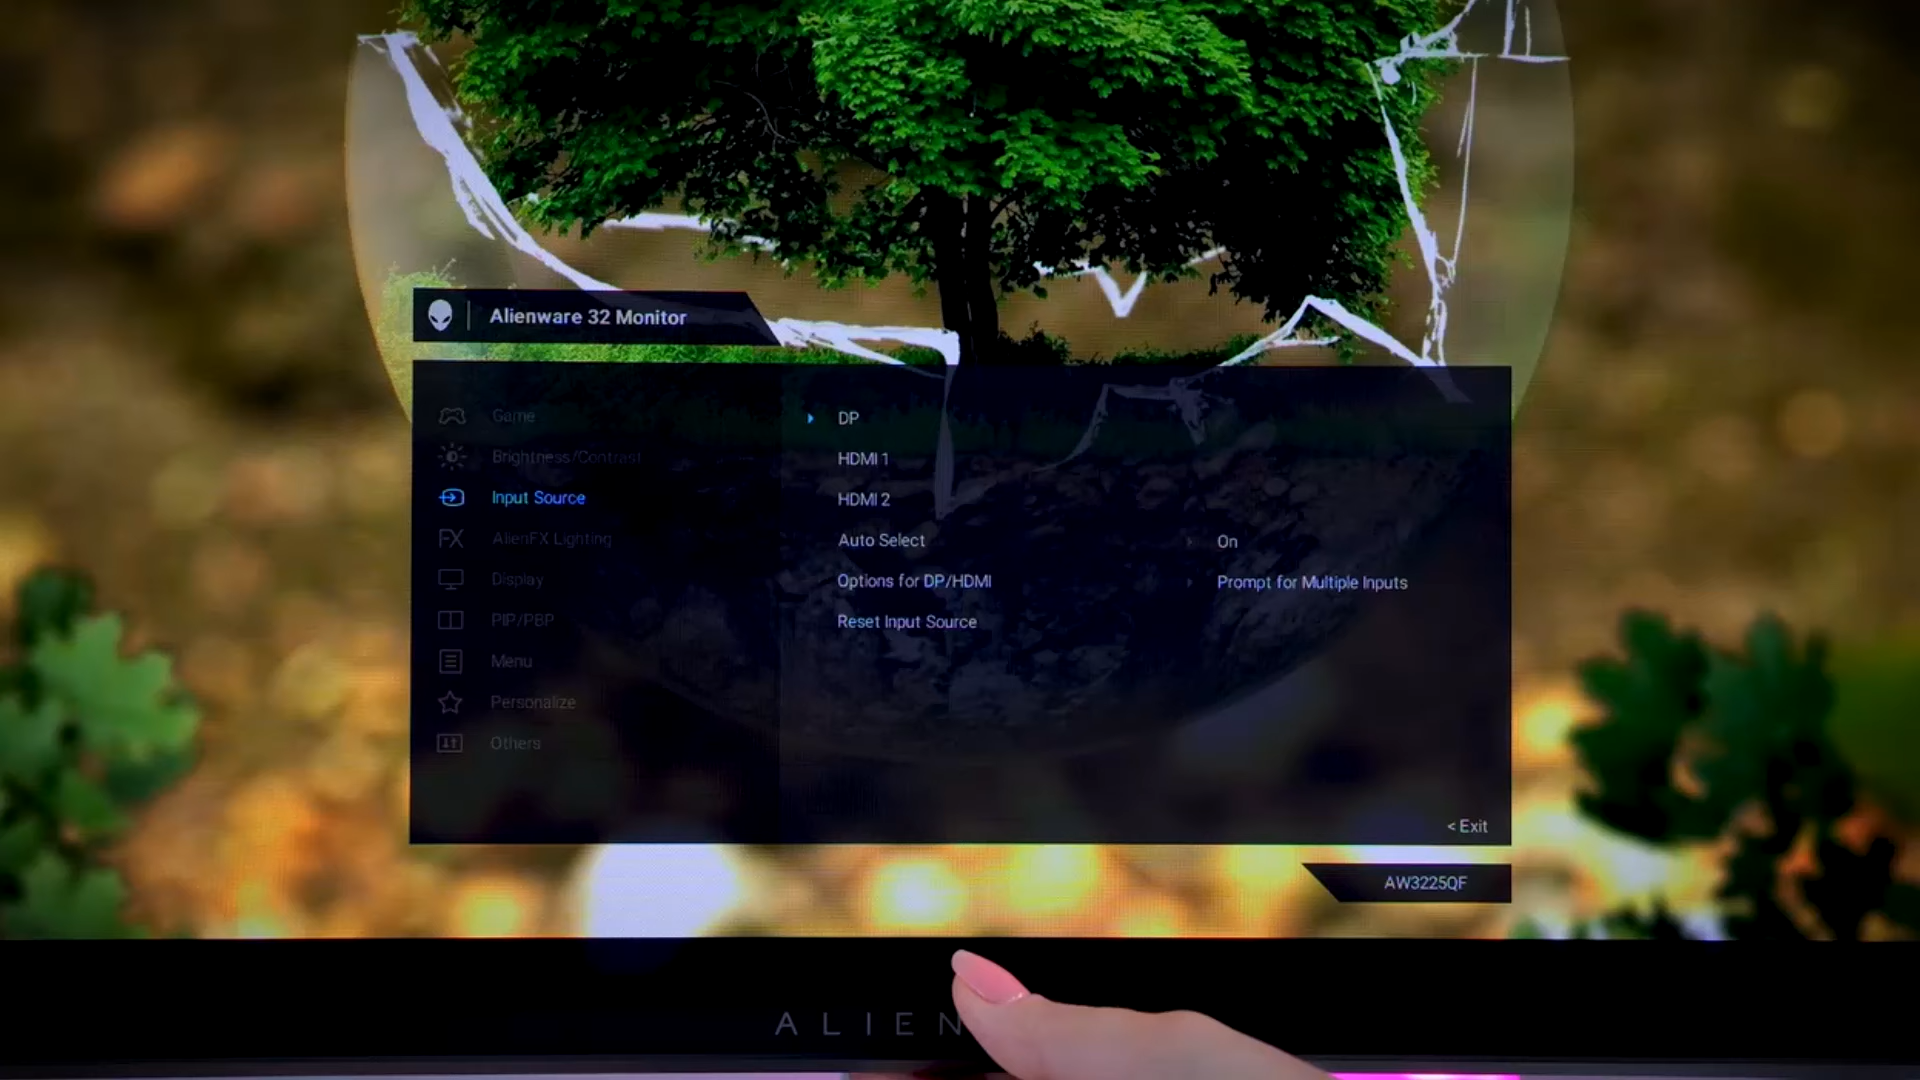 Alienware 32 Monitor
Game
Brightness/Contrast
Input Source
FX AlienFX Lighting
Display
PIP/PBP
Menu
Personalize
Others
DP
HDMI 1
HDMI 2
Auto Select On
Options for DP/HDMI Prompt for Multiple Inputs
Reset Input Source
< Exit
AW3225QF
ALIEN